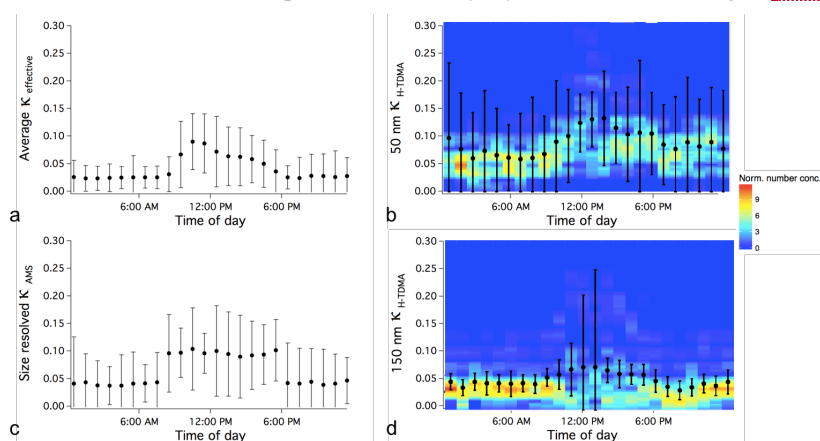 0.30
0.25
0.20
0.15
0.10
0.05
0.00
Average κ effective
6:00 AM
12:00 PM
6:00 PM
Time of day
a
0.30
0.25
0.20
0.15
0.10
0.05
0.00
50 nm κ H-TDMA
6:00 AM
12:00 PM
6:00 PM
Time of day
b
Norm. number conc.
9
6
3
0
0.30
0.25
0.20
0.15
0.10
0.05
0.00
Size resolved κ AMS
6:00 AM
12:00 PM
6:00 PM
Time of day
c
0.30
0.25
0.20
0.15
0.10
0.05
0.00
150 nm κ H-TDMA
6:00 AM
12:00 PM
6:00 PM
Time of day
d